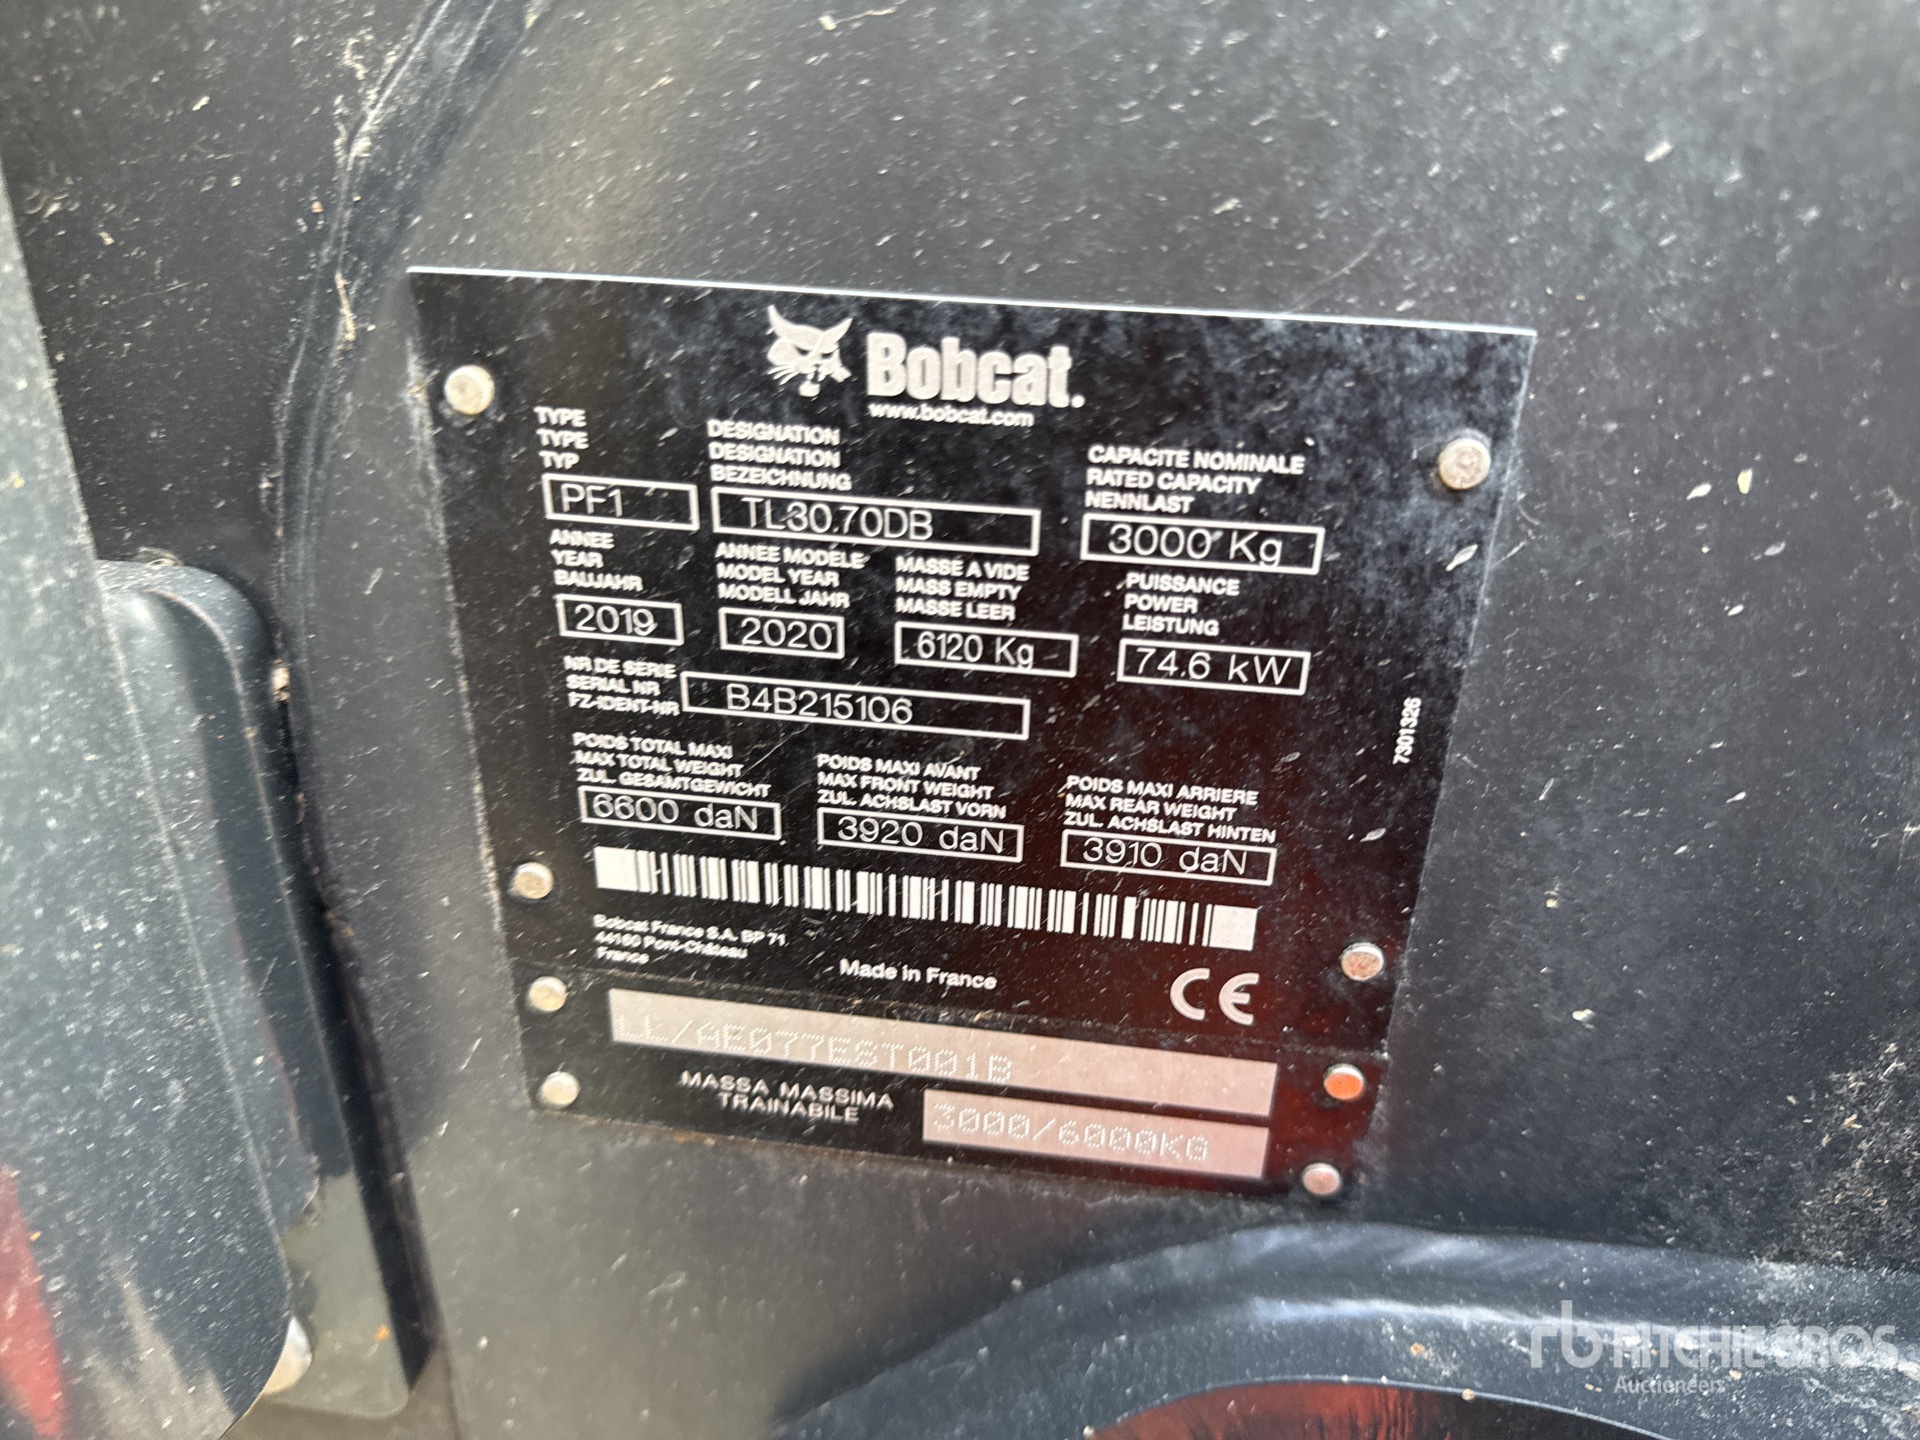 Bobcat.
www.bobcat.com
TYPE
TYPE
TYP
PF1
DESIGNATION
DESIGNATION
BEZEICHNUNG
TL30.70DB
CAPACITE NOMINALE
RATED CAPACITY
NENNLAST
3000 Kg
ANNEE
YEAR
BAUJAHR
2019
ANNEE MODELE
MODEL YEAR
MODELL JAHR
2020
MASSE A VIDE
MASS EMPTY
MASSE LEER
6120 Kg
PUISSANCE
POWER
LEISTUNG
74.6 kW
NR DE SERIE
SERIAL NR
FZ-IDENT-NR
B4B215106
7301326
POIDS TOTAL MAXI
MAX TOTAL WEIGHT
ZUL. GESAMTGEWICHT
6600 daN
POIDS MAXI AVANT
MAX FRONT WEIGHT
ZUL. ACHSLAST VORN
3920 daN
POIDS MAXI ARRIERE
MAX REAR WEIGHT
ZUL. ACHSLAST HINTEN
3910 daN
Bobcat France S.A. BP 71
44160 Pont-Château
France
Made in France
CE
LL/AE077EST001B
MASSA MASSIMA
TRAINABILE
3000/6000KG
rb RITCHIE BROS
Auctioneers